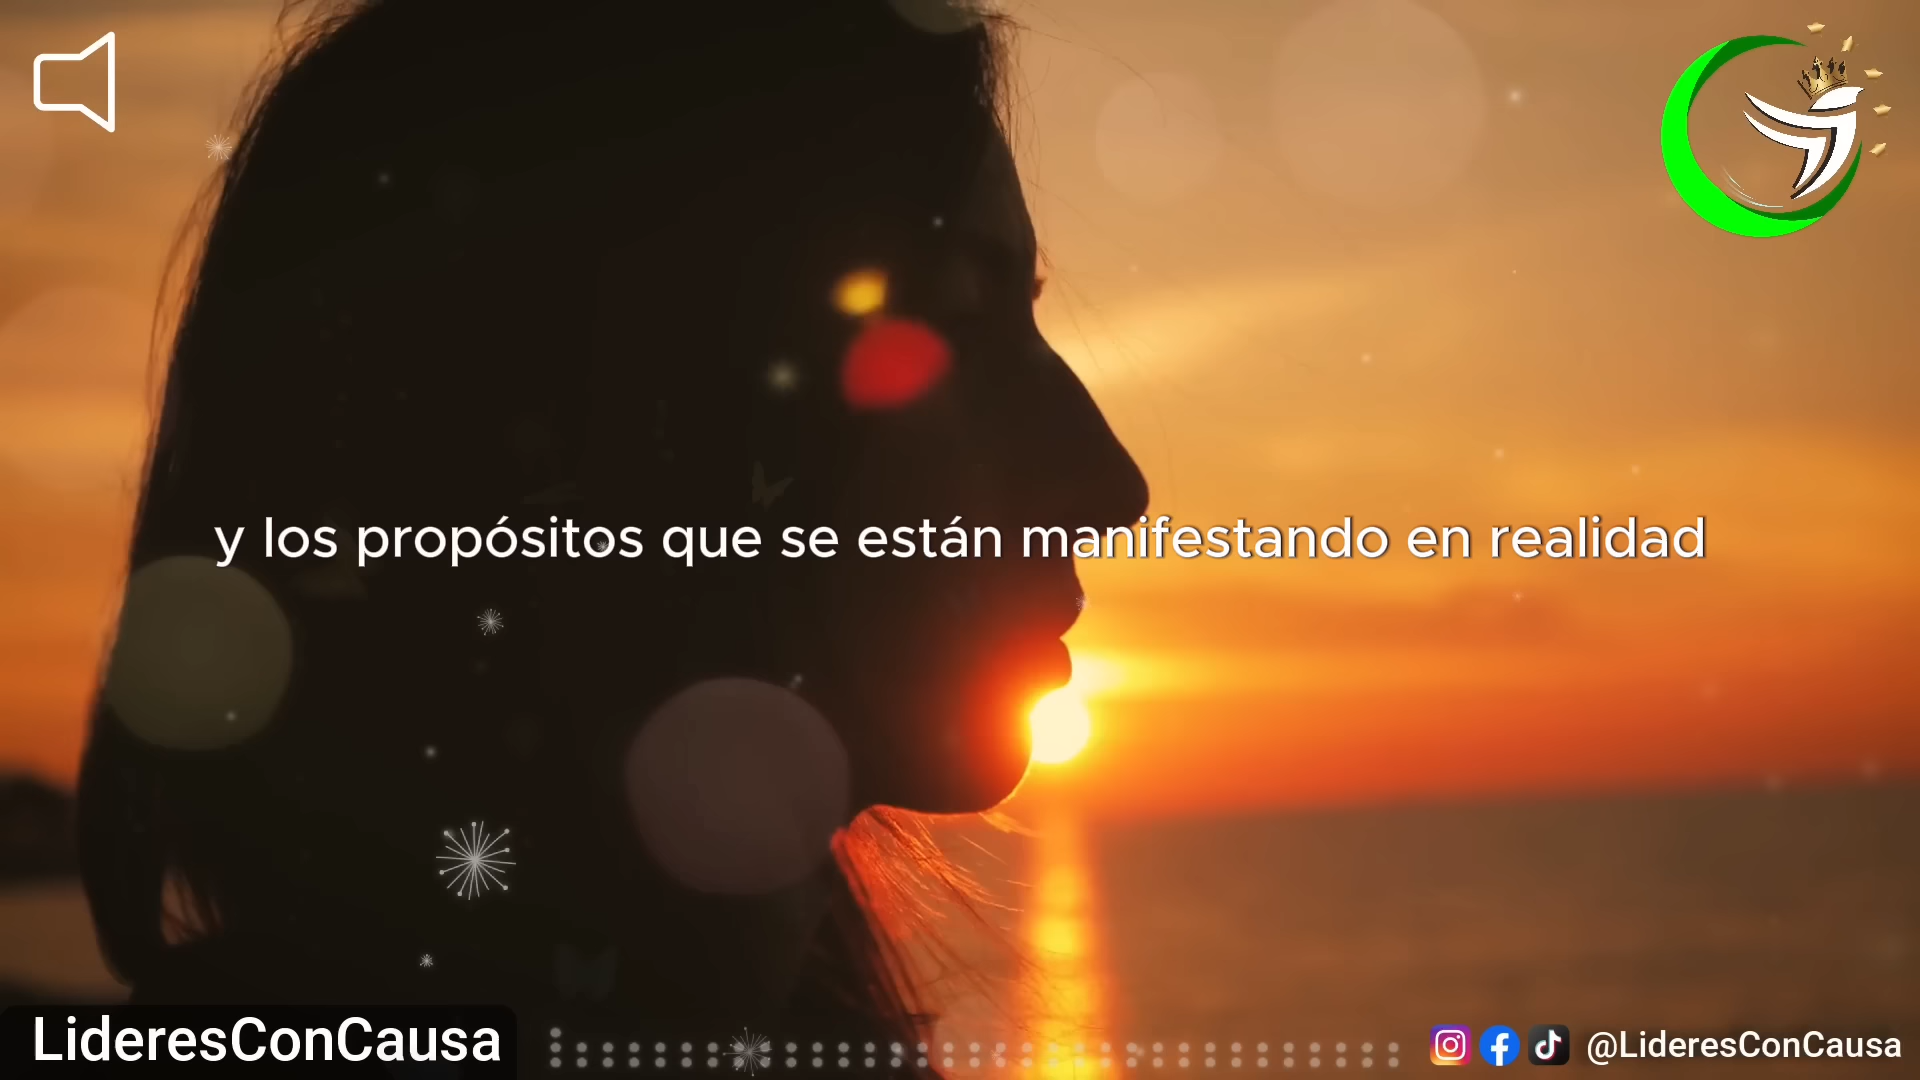 y los propósitos que se están manifestando en realidad
LideresConCausa
@LideresConCausa